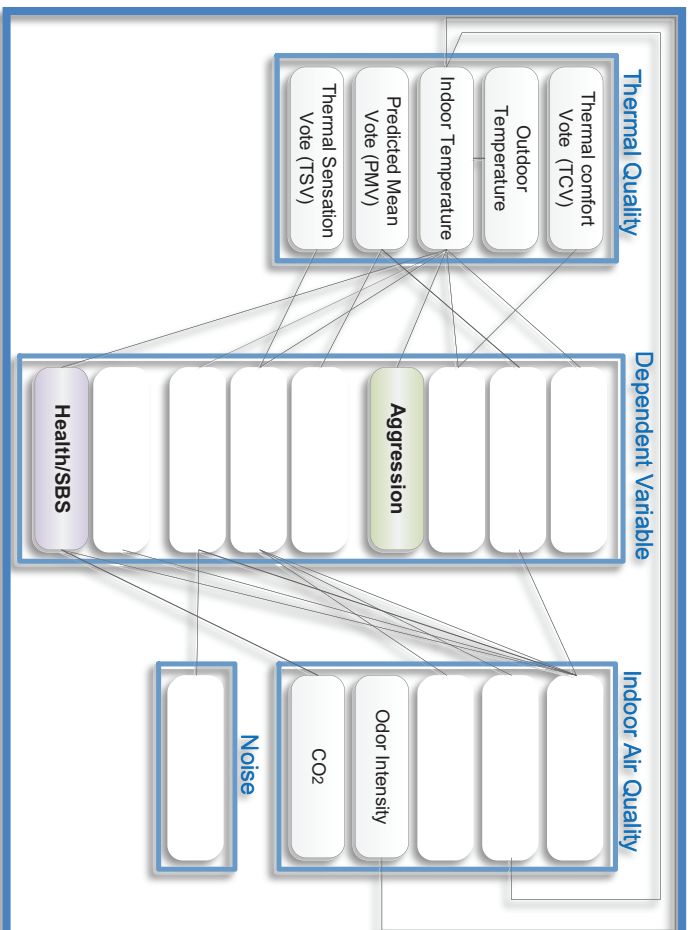 Thermal Quality
Thermal comfort
Vote (TCV)
Outdoor
Temperature
Indoor Temperature
Predicted Mean
Vote (PMV)
Thermal Sensation
Vote (TSV)
Dependent Variable
Aggression
Health/SBS
Indoor Air Quality
Odor Intensity
CO2
Noise